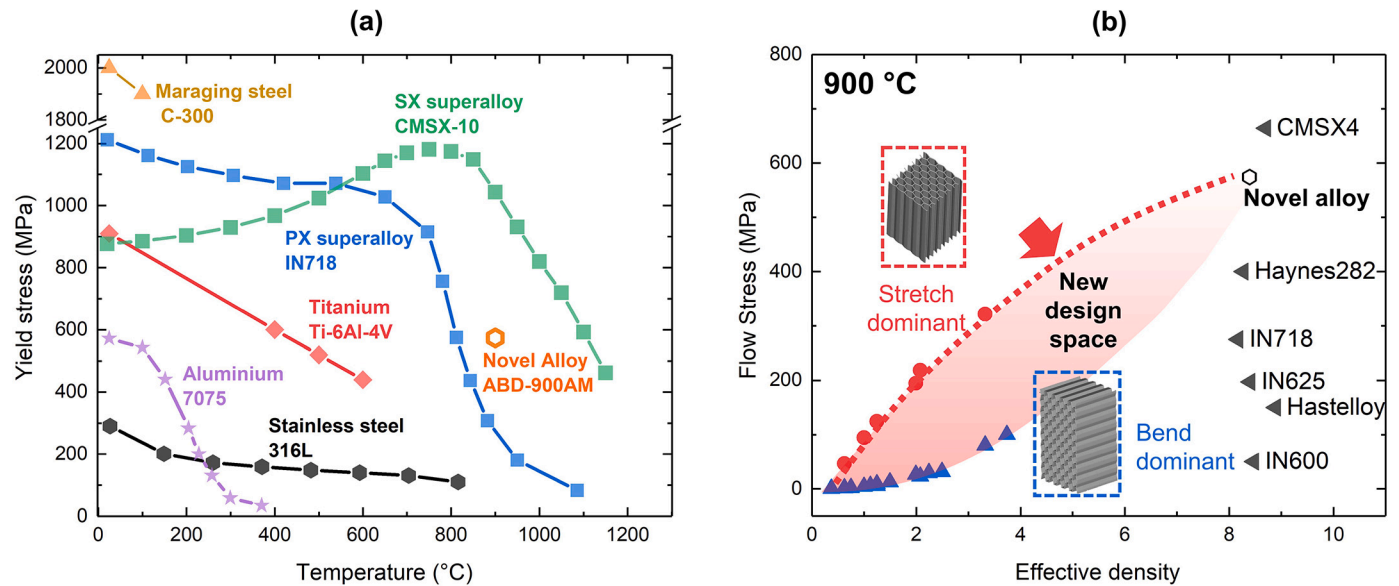 (a)
2000
1800
1200
1000
800
600
400
200
0
Yield stress (MPa)
0
200
400
600
800
1000
1200
Temperature (°C)
Maraging steel
C-300
SX superalloy
CMSX-10
PX superalloy
IN718
Titanium
Ti-6Al-4V
Aluminium
7075
Novel Alloy
ABD-900AM
Stainless steel
316L
(b)
900 °C
800
600
400
200
0
Flow Stress (MPa)
0
2
4
6
8
10
Effective density
CMSX4
Novel alloy
Haynes282
IN718
IN625
Hastelloy
IN600
Stretch
dominant
New
design
space
Bend
dominant